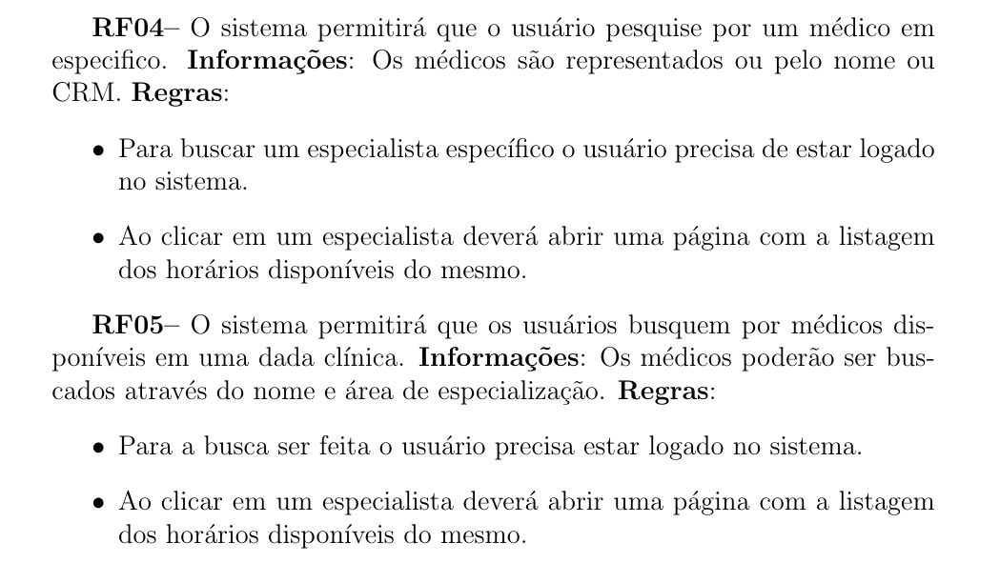 RF04– O sistema permitirá que o usuário pesquise por um médico em
especifico. Informações: Os médicos são representados ou pelo nome ou
CRM. Regras:
• Para buscar um especialista específico o usuário precisa de estar logado
no sistema.
• Ao clicar em um especialista deverá abrir uma página com a listagem
dos horários disponíveis do mesmo.
RF05– O sistema permitirá que os usuários busquem por médicos dis-
poníveis em uma dada clínica. Informações: Os médicos poderão ser bus-
cados através do nome e área de especialização. Regras:
• Para a busca ser feita o usuário precisa estar logado no sistema.
• Ao clicar em um especialista deverá abrir uma página com a listagem
dos horários disponíveis do mesmo.